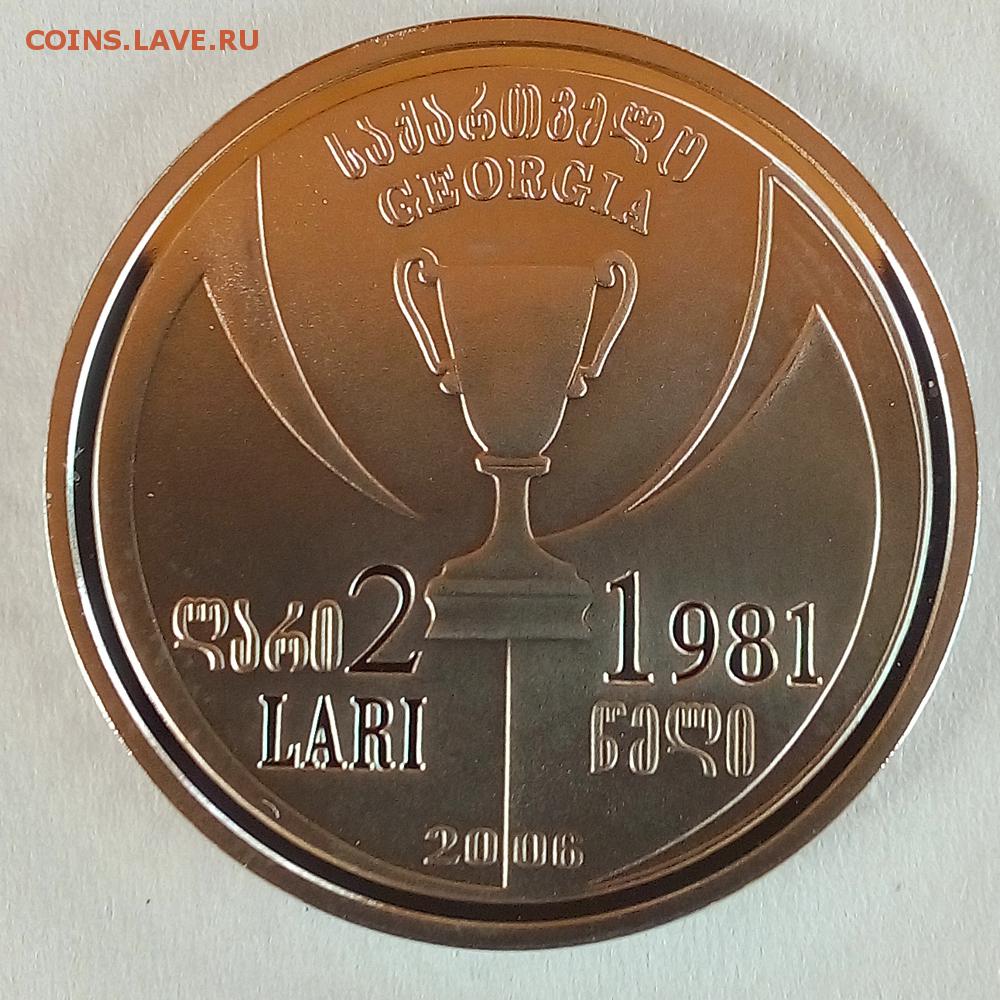 COINS.LAVE.RU
საქართველო
GEORGIA
ლარი 2
LARI
1981
წელი
2006